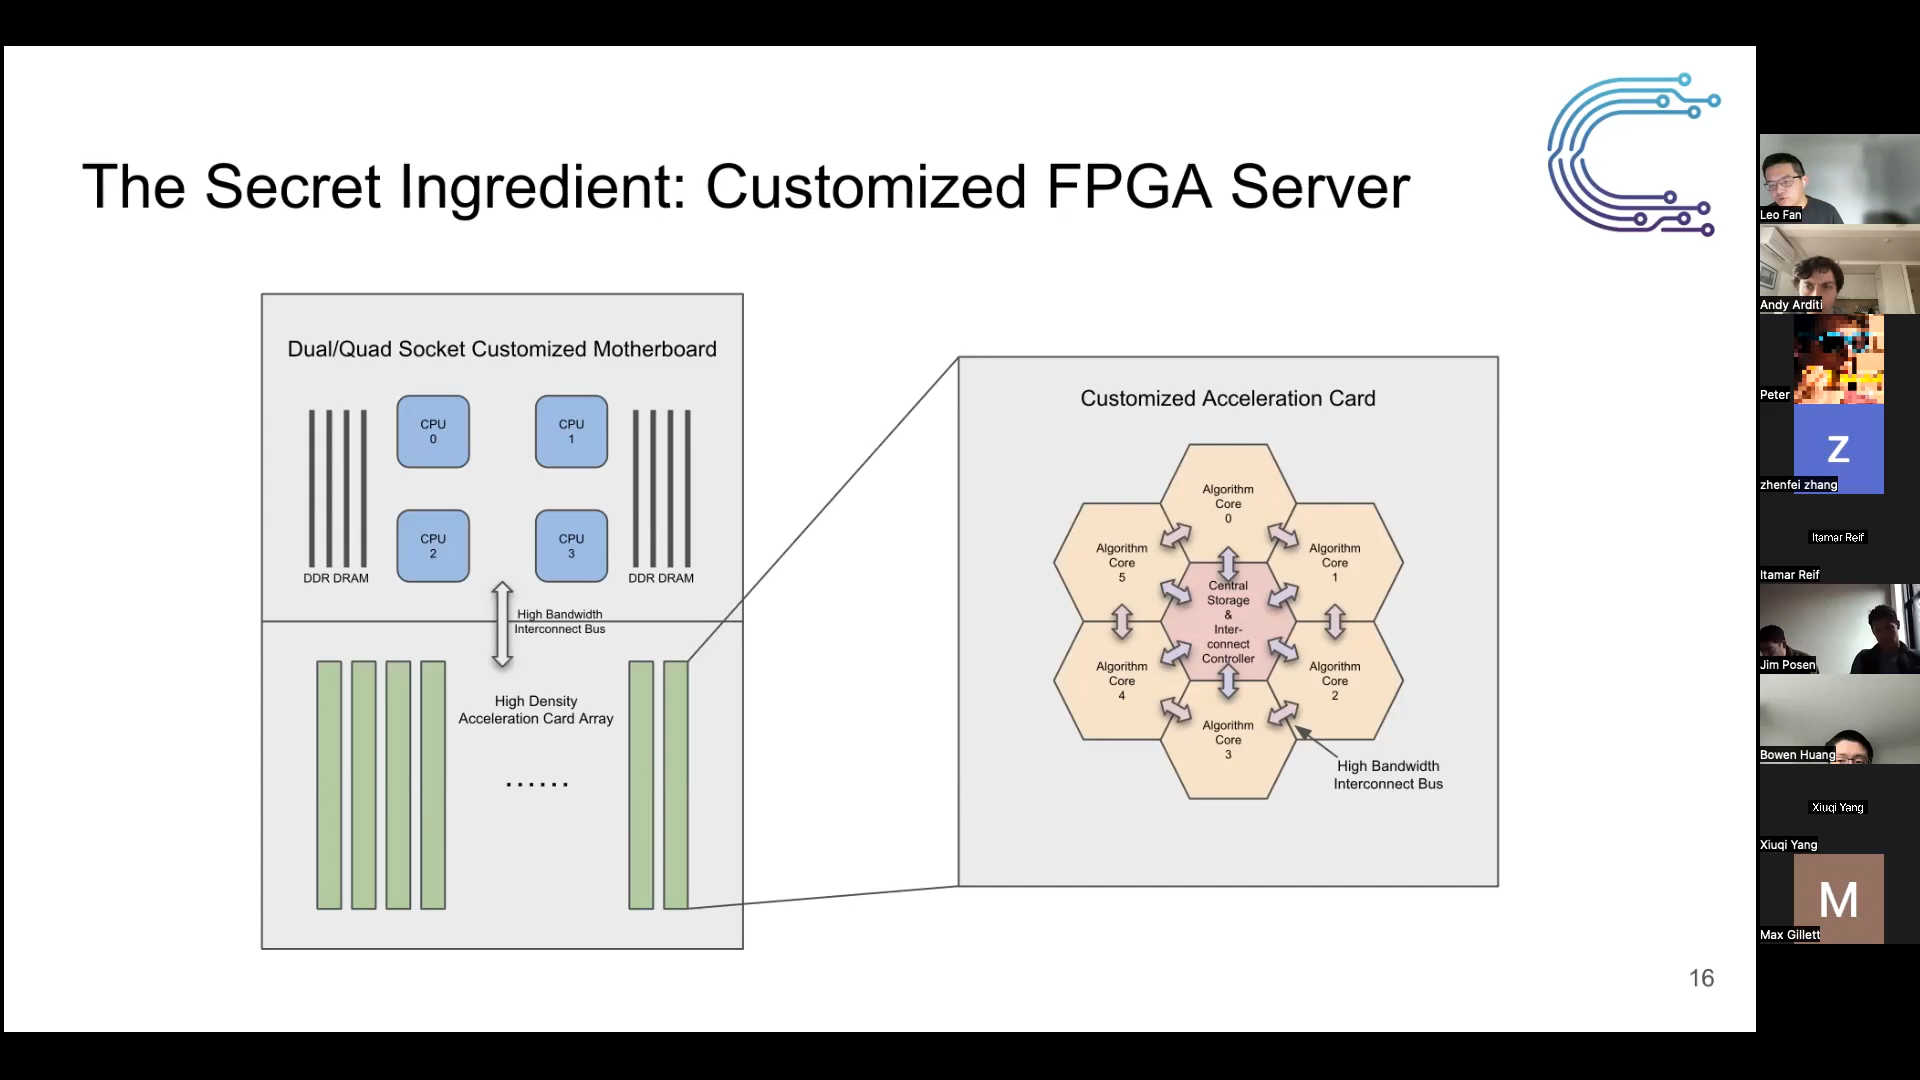 The Secret Ingredient: Customized FPGA Server
Dual/Quad Socket Customized Motherboard
CPU
0
CPU
1
CPU
2
CPU
3
DDR DRAM
DDR DRAM
High Bandwidth
Interconnect Bus
High Density
Acceleration Card Array
......
Customized Acceleration Card
Algorithm
Core
0
Algorithm
Core
5
Algorithm
Core
1
Central
Storage
&
Inter-
connect
Controller
Algorithm
Core
4
Algorithm
Core
2
Algorithm
Core
3
High Bandwidth
Interconnect Bus
16
Leo Fan
Andy Arditi
Peter
Z
zhenfei zhang
Itamar Reif
Itamar Reif
Jim Posen
Bowen Huang
Xiuqi Yang
Xiuqi Yang
M
Max Gillett